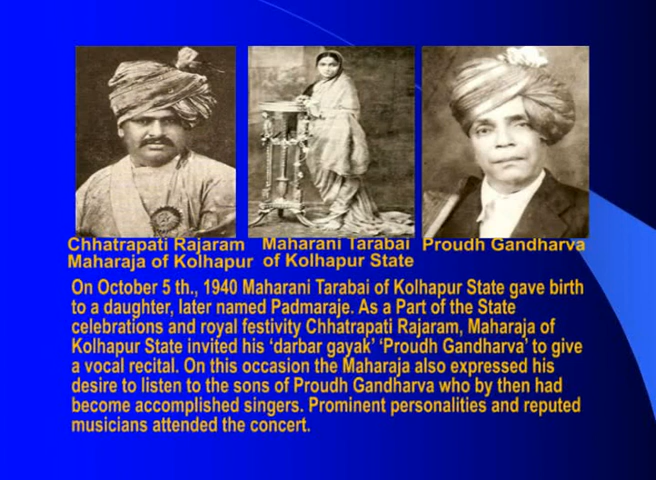 Chhatrapati Rajaram
Maharaja of Kolhapur
Maharani Tarabai
of Kolhapur State
Proudh Gandharva
On October 5 th., 1940 Maharani Tarabai of Kolhapur State gave birth
to a daughter, later named Padmaraje. As a Part of the State
celebrations and royal festivity Chhatrapati Rajaram, Maharaja of
Kolhapur State invited his ‘darbar gayak’ ‘Proudh Gandharva’ to give
a vocal recital. On this occasion the Maharaja also expressed his
desire to listen to the sons of Proudh Gandharva who by then had
become accomplished singers. Prominent personalities and reputed
musicians attended the concert.